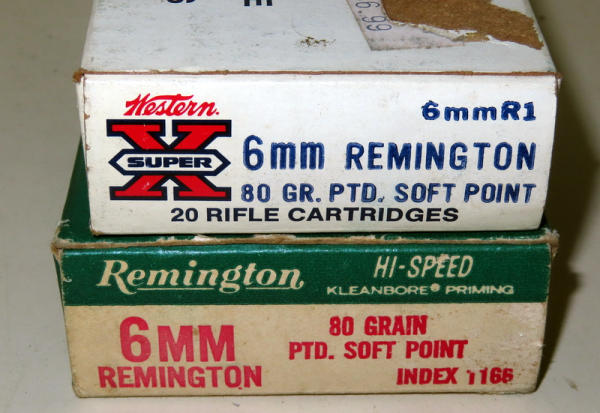 66
Western
X
SUPER
6mmR1
6mm REMINGTON
80 GR. PTD. SOFT POINT
20 RIFLE CARTRIDGES
Remington
HI-SPEED
KLEANBORE® PRIMING
6MM
REMINGTON
80 GRAIN
PTD. SOFT POINT
INDEX 1166